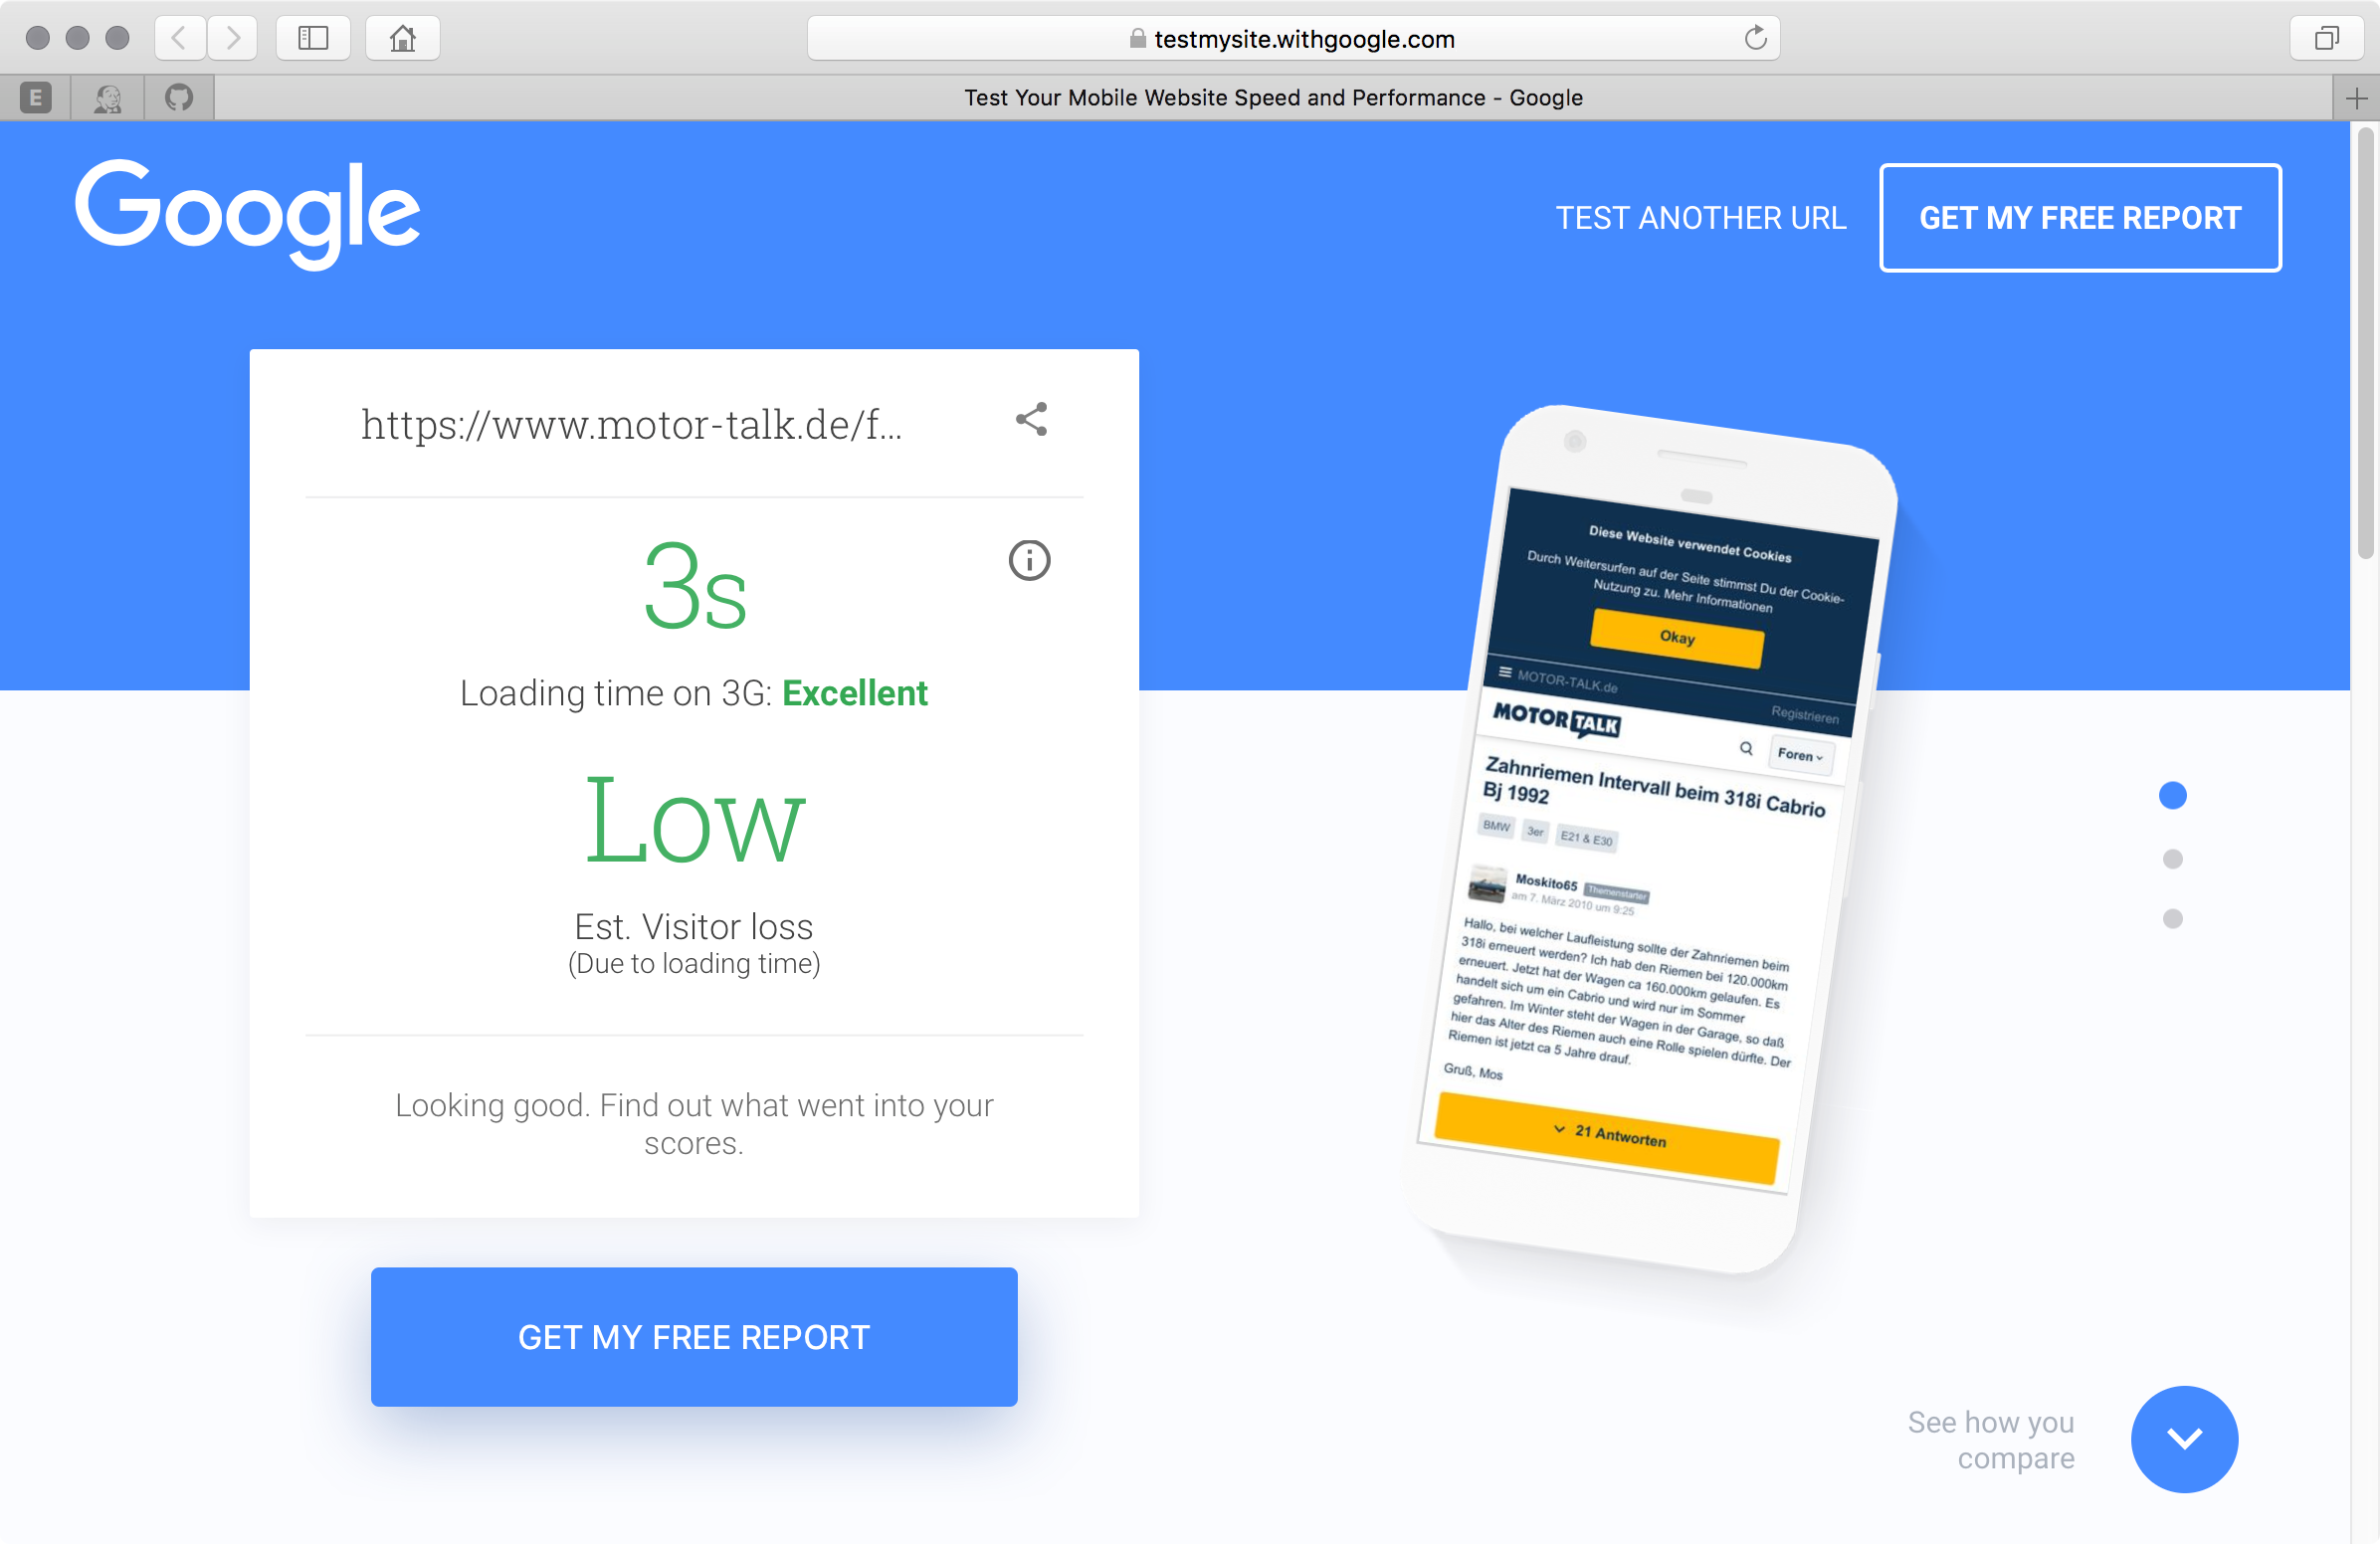 testmysite.withgoogle.com
E
Test Your Mobile Website Speed and Performance - Google
Google
TEST ANOTHER URL
GET MY FREE REPORT
https://www.motor-talk.de/f...
3s
Loading time on 3G: Excellent
Low
Est. Visitor loss
(Due to loading time)
Looking good. Find out what went into your
scores.
GET MY FREE REPORT
Diese Website verwendet Cookies
Durch Weitersurfen auf der Seite stimmst Du der Cookie-
Nutzung zu. Mehr Informationen
Okay
MOTOR-TALK.de
Registrieren
MOTOR TALK
Foren
Zahnriemen Intervall beim 318i Cabrio
Bj 1992
BMW
3er
E21 & E30
Moskito65 Themenstarter
am 7. März 2010 um 9:25
Hallo, bei welcher Laufleistung sollte der Zahnriemen beim
318i erneuert werden? Ich hab den Riemen bei 120.000km
erneuert. Jetzt hat der Wagen ca 160.000km gelaufen. Es
handelt sich um ein Cabrio und wird nur im Sommer
gefahren. Im Winter steht der Wagen in der Garage, so daß
hier das Alter des Riemen auch eine Rolle spielen dürfte. Der
Riemen ist jetzt ca 5 Jahre drauf.
Gruß, Mos
21 Antworten
See how you
compare